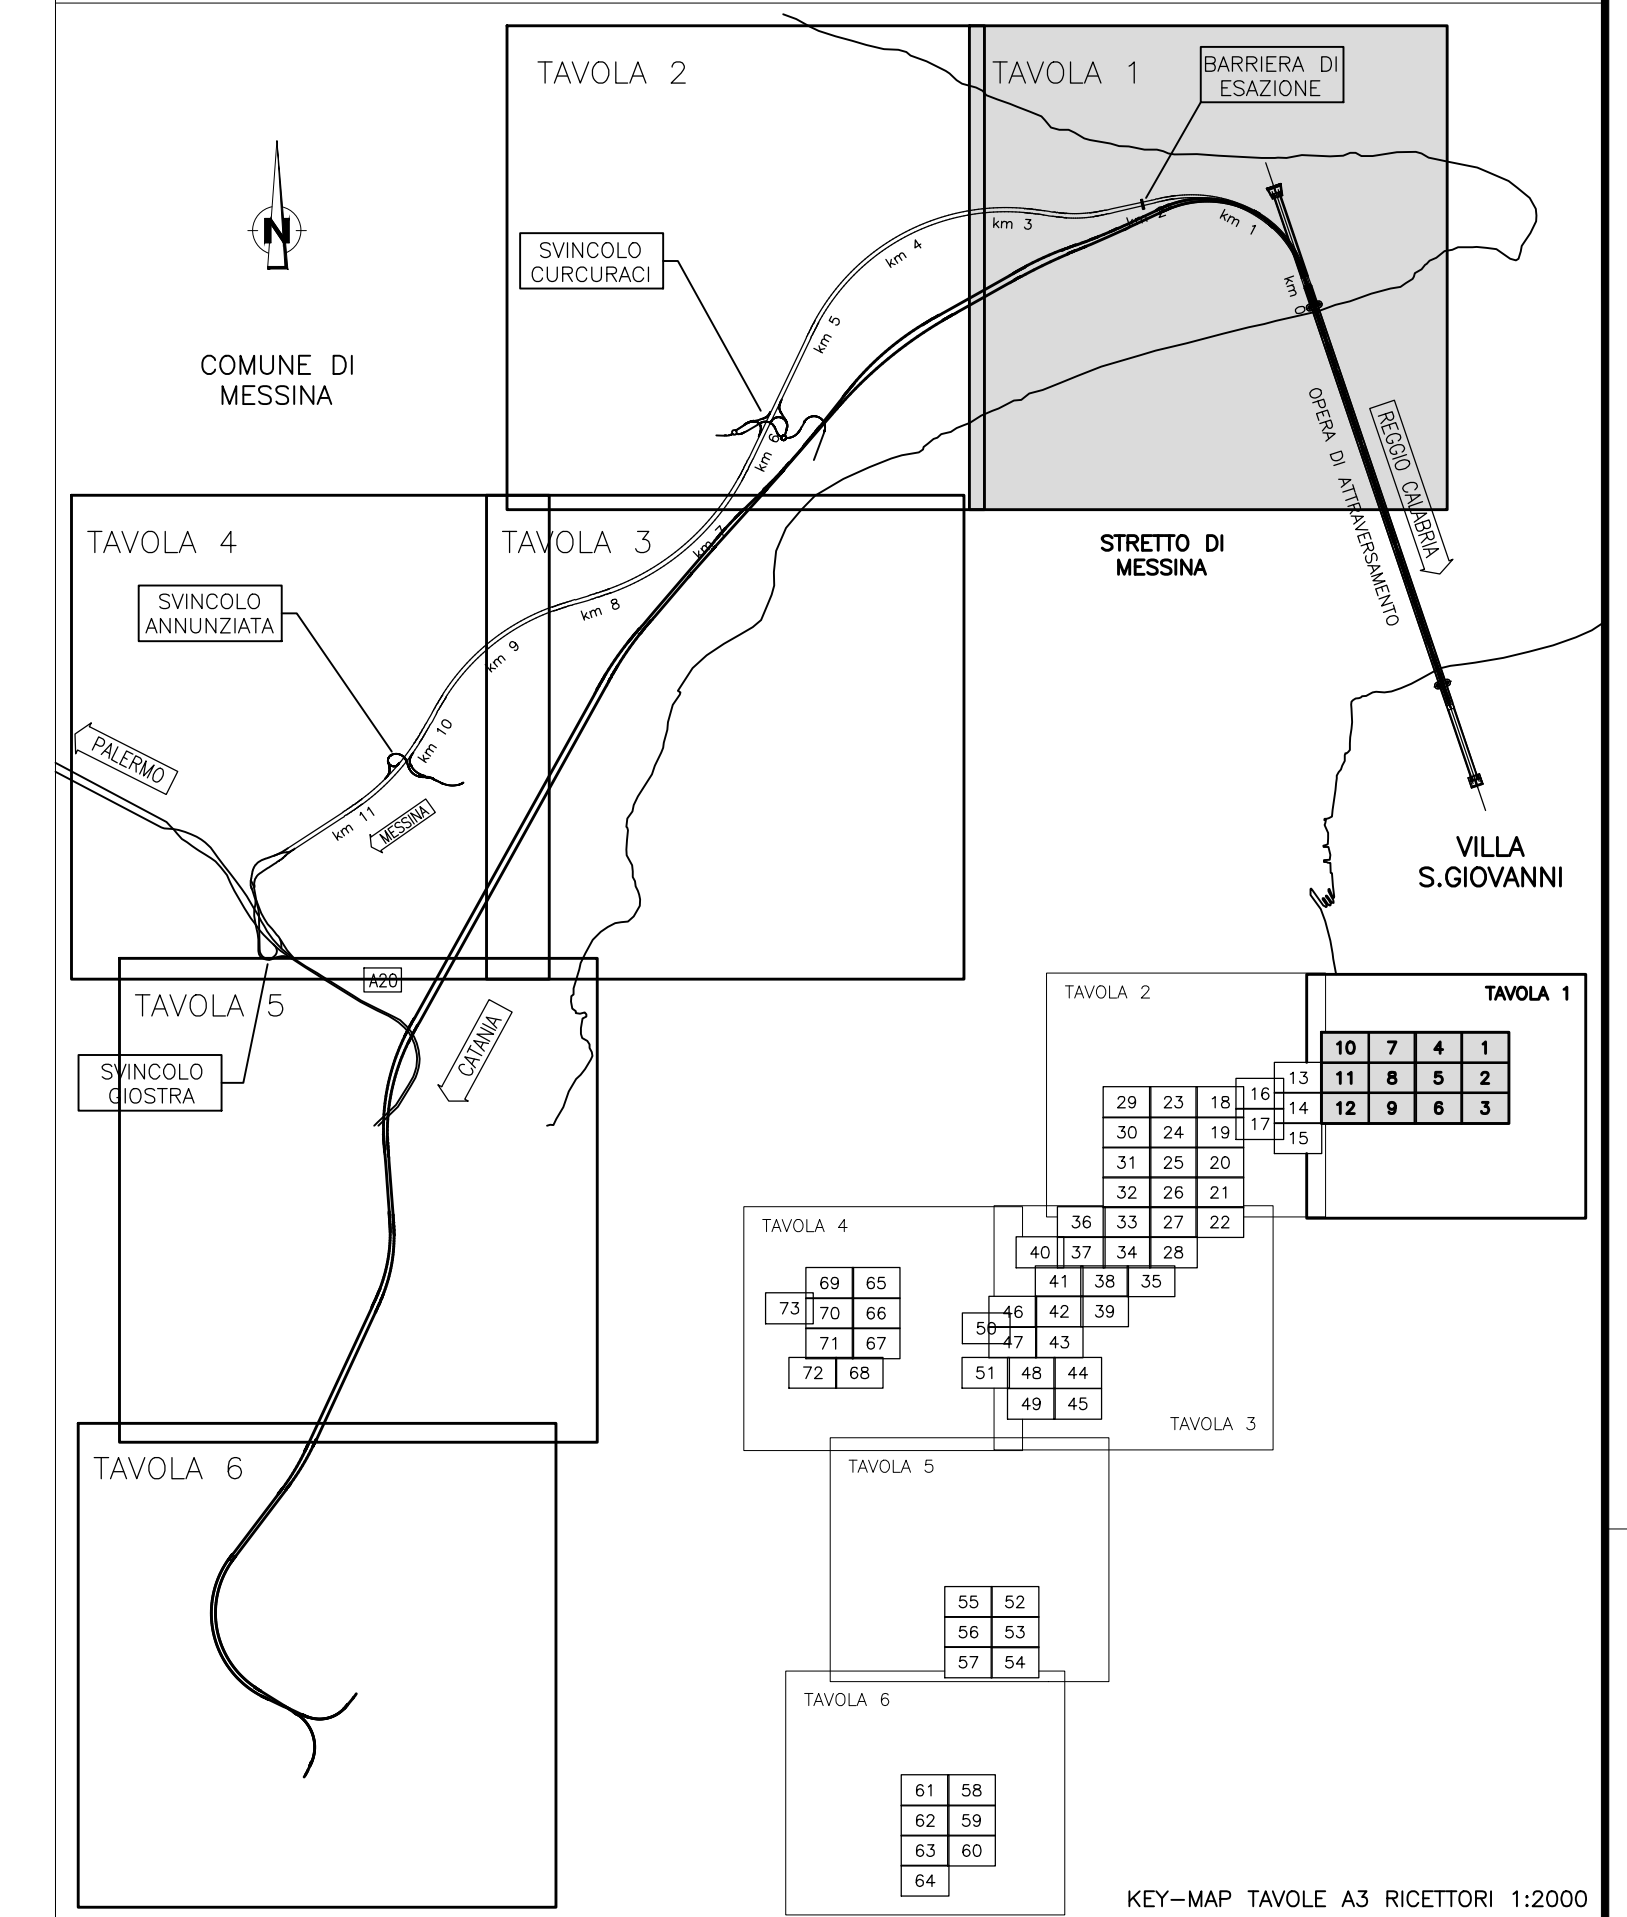 TAVOLA 2
TAVOLA 1
BARRIERA DI
ESAZIONE
N
SVINCOLO
CURCURACI
km 4
km 3
km 2
km 1
km 0
km 5
km 6
km 7
COMUNE DI
MESSINA
OPERA DI ATTRAVERSAMENTO
REGGIO CALABRIA
STRETTO DI
MESSINA
TAVOLA 4
TAVOLA 3
SVINCOLO
ANNUNZIATA
km 8
km 9
km 10
km 11
PALERMO
MESSINA
VILLA
S.GIOVANNI
A20
TAVOLA 5
CATANIA
SVINCOLO
GIOSTRA
TAVOLA 6
TAVOLA 2
TAVOLA 1
10 7 4 1
13 11 8 5 2
16 14 12 9 6 3
17 15
29 23 18
30 24 19
31 25 20
32 26 21
36 33 27 22
40 37 34 28
41 38 35
46 42 39
50 47 43
51 48 44
49 45
TAVOLA 4
69 65
73 70 66
71 67
72 68
TAVOLA 3
TAVOLA 5
55 52
56 53
57 54
TAVOLA 6
61 58
62 59
63 60
64
KEY-MAP TAVOLE A3 RICETTORI 1:2000